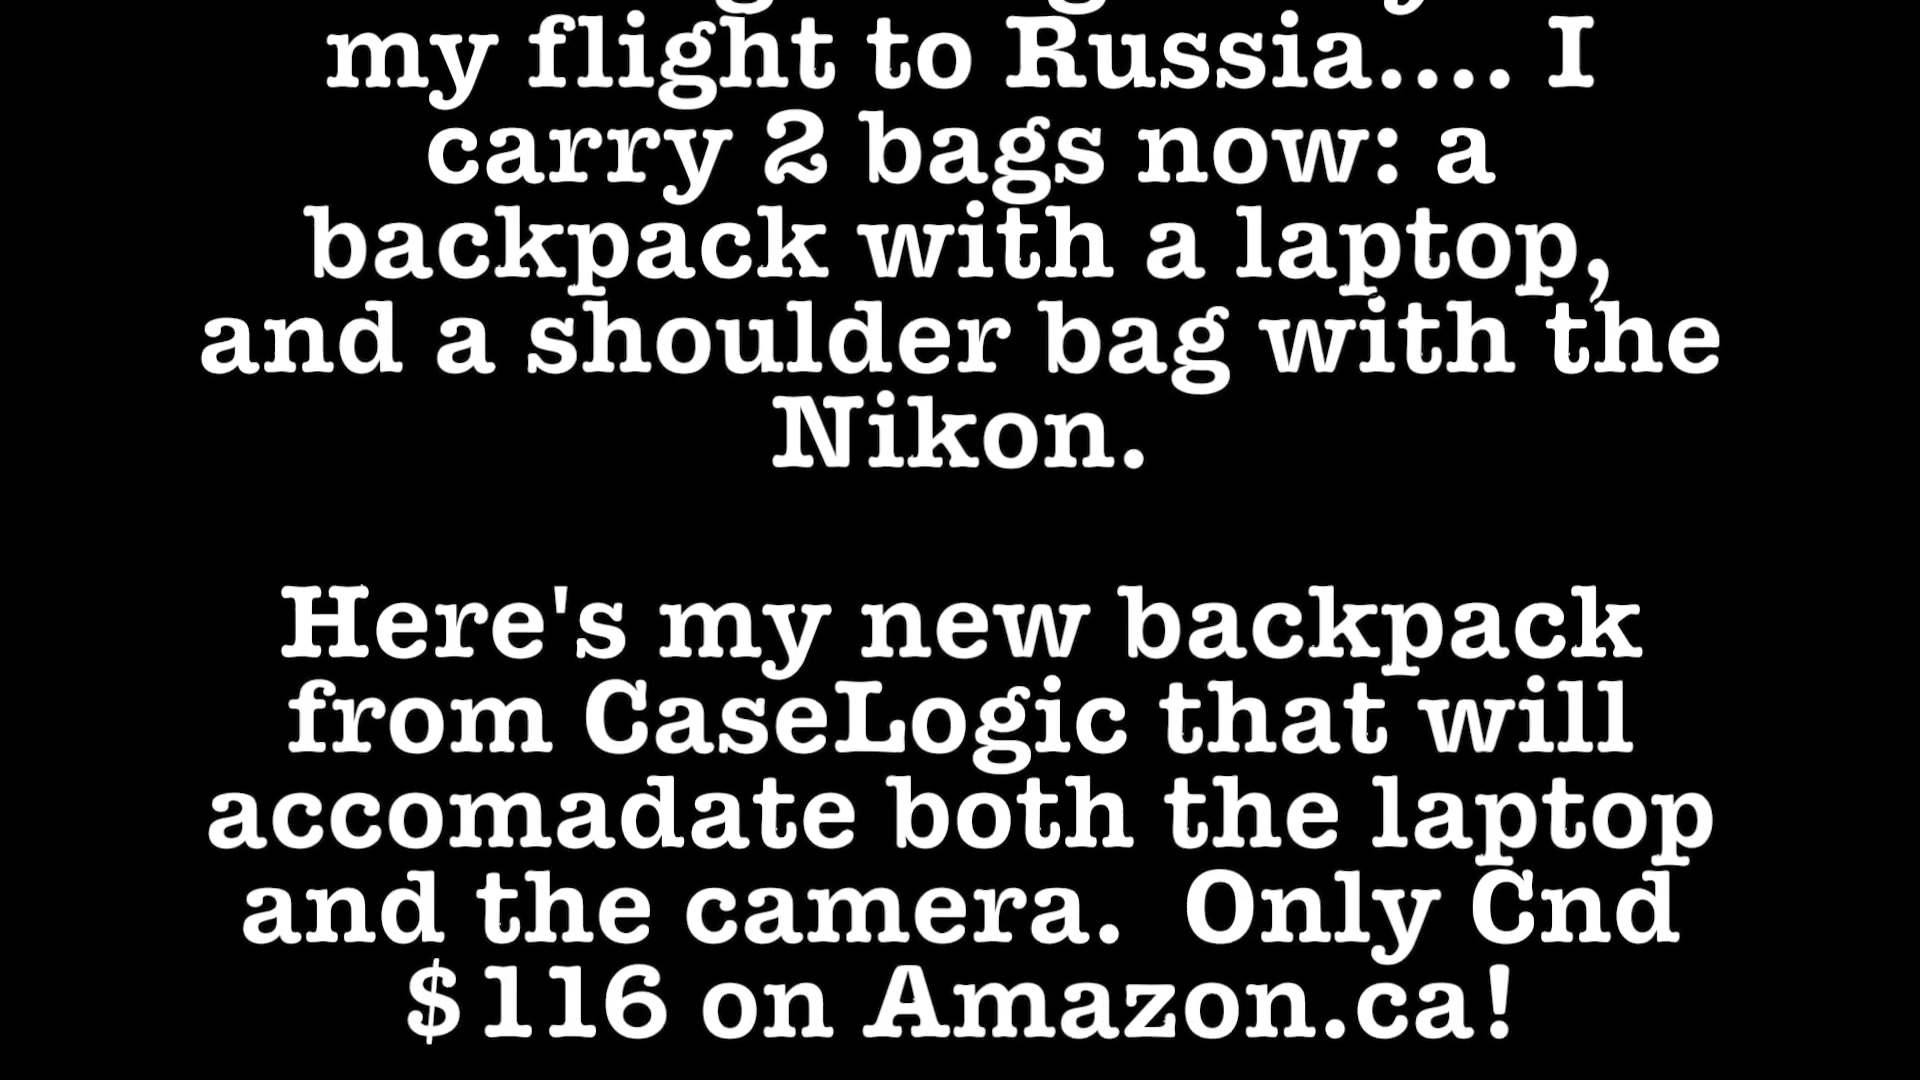 my flight to Russia.... I
carry 2 bags now: a
backpack with a laptop,
and a shoulder bag with the
Nikon.
Here's my new backpack
from CaseLogic that will
accomadate both the laptop
and the camera.  Only Cnd
$116 on Amazon.ca!